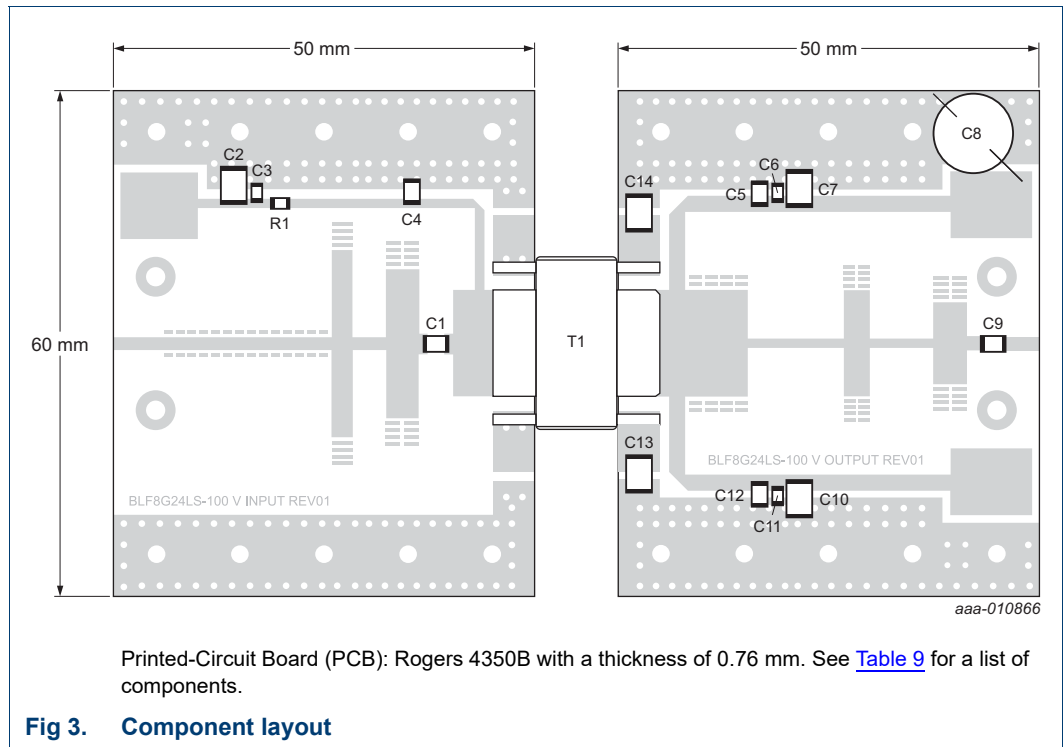 50 mm
50 mm
60 mm
C2
C3
R1
C4
C1
T1
C14
C5
C6
C7
C8
C9
C13
C12
C11
C10
BLF8G24LS-100 V INPUT REV01
BLF8G24LS-100 V OUTPUT REV01
aaa-010866
Printed-Circuit Board (PCB): Rogers 4350B with a thickness of 0.76 mm. See Table 9 for a list of
components.
Fig 3. Component layout